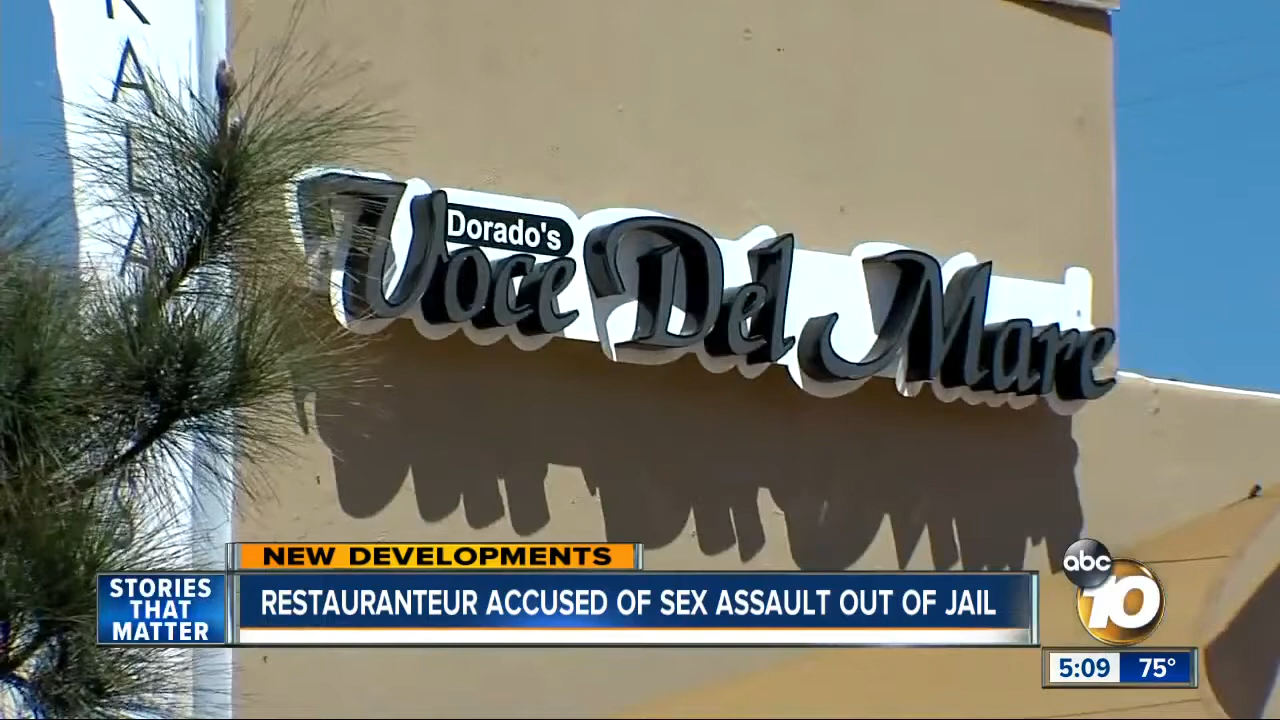 Dorado's
Voce Del Mare
NEW DEVELOPMENTS
STORIES
THAT
MATTER
RESTAURANTEUR ACCUSED OF SEX ASSAULT OUT OF JAIL
abc
10
5:09
75°